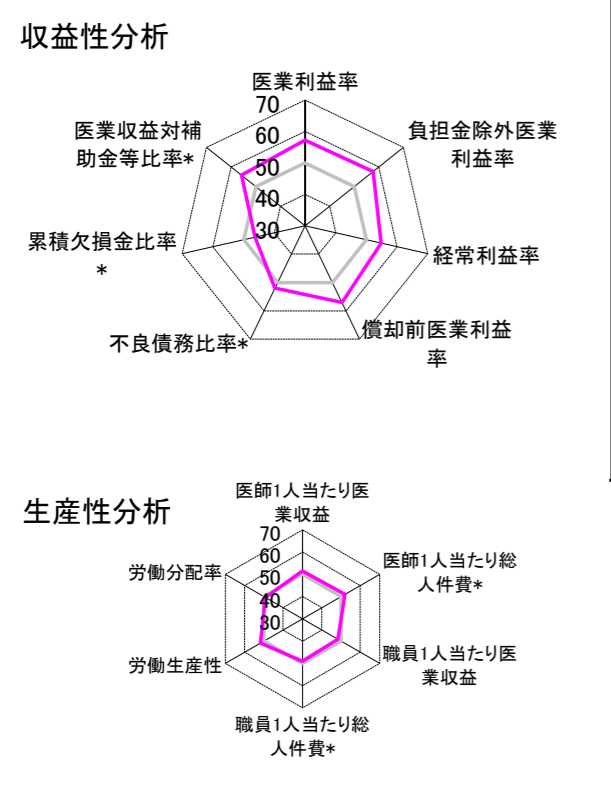 収益性分析
医業利益率
70
60
50
40
30
負担金除外医業
利益率
経常利益率
償却前医業利益
率
不良債務比率*
累積欠損金比率
*
医業収益対補
助金等比率*
生産性分析
医師1人当たり医
業収益
70
60
50
40
30
医師1人当たり総
人件費*
職員1人当たり医
業収益
職員1人当たり総
人件費*
労働生産性
労働分配率